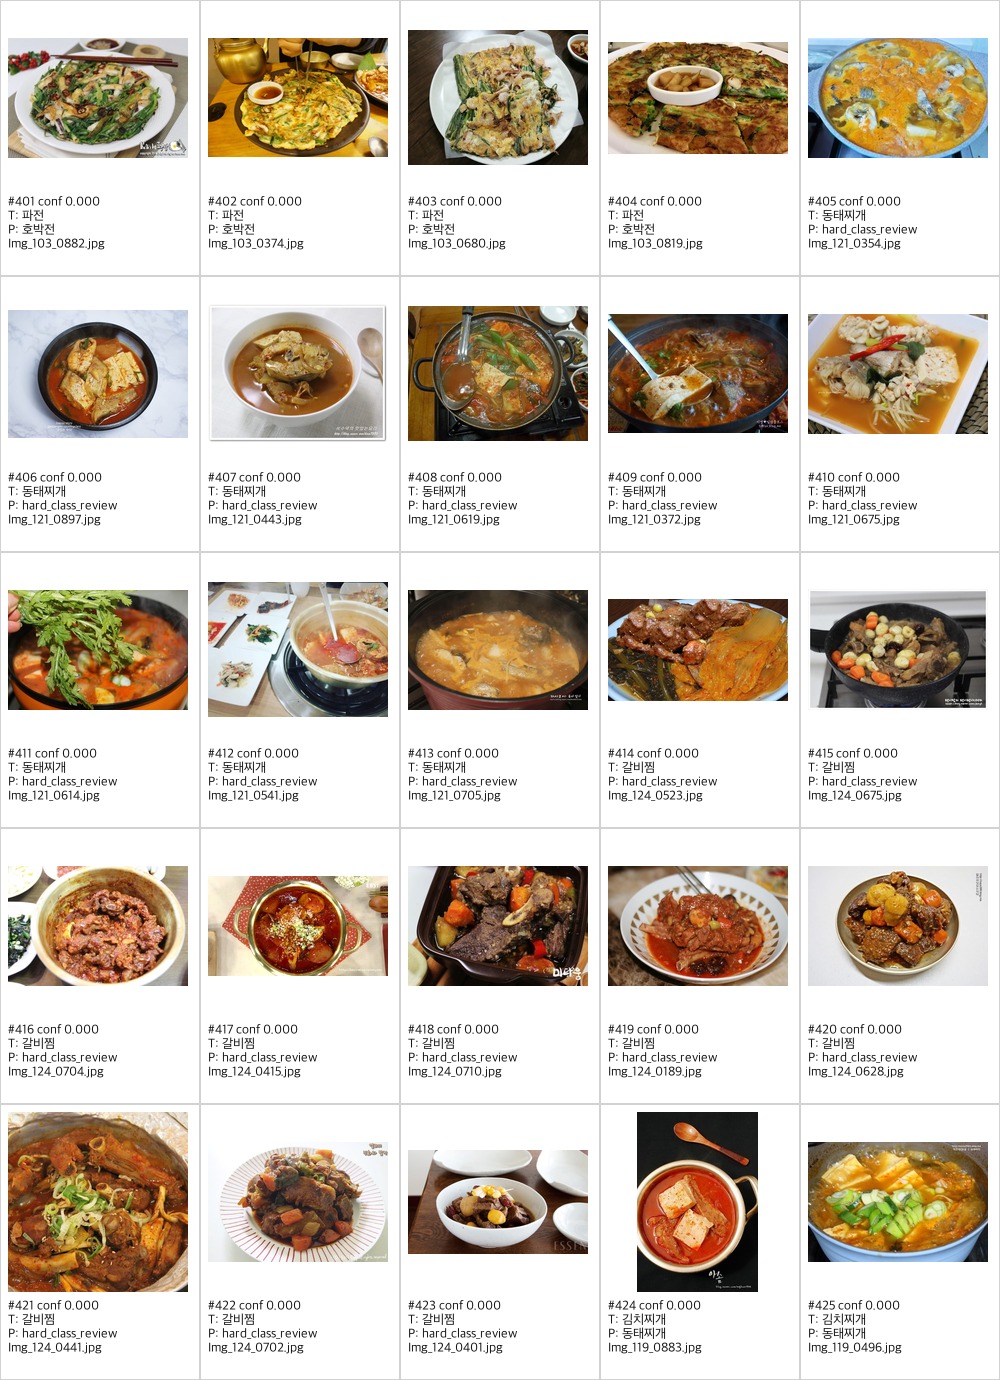 #401 conf 0.000
T: 파전
P: 호박전
Img_103_0882.jpg
#402 conf 0.000
T: 파전
P: 호박전
Img_103_0374.jpg
#403 conf 0.000
T: 파전
P: 호박전
Img_103_0680.jpg
#404 conf 0.000
T: 파전
P: 호박전
Img_103_0819.jpg
#405 conf 0.000
T: 동태찌개
P: hard_class_review
Img_121_0354.jpg
#406 conf 0.000
T: 동태찌개
P: hard_class_review
Img_121_0897.jpg
#407 conf 0.000
T: 동태찌개
P: hard_class_review
Img_121_0443.jpg
#408 conf 0.000
T: 동태찌개
P: hard_class_review
Img_121_0619.jpg
#409 conf 0.000
T: 동태찌개
P: hard_class_review
Img_121_0372.jpg
#410 conf 0.000
T: 동태찌개
P: hard_class_review
Img_121_0675.jpg
#411 conf 0.000
T: 동태찌개
P: hard_class_review
Img_121_0614.jpg
#412 conf 0.000
T: 동태찌개
P: hard_class_review
Img_121_0541.jpg
#413 conf 0.000
T: 동태찌개
P: hard_class_review
Img_121_0705.jpg
#414 conf 0.000
T: 갈비찜
P: hard_class_review
Img_124_0523.jpg
#415 conf 0.000
T: 갈비찜
P: hard_class_review
Img_124_0675.jpg
#416 conf 0.000
T: 갈비찜
P: hard_class_review
Img_124_0704.jpg
#417 conf 0.000
T: 갈비찜
P: hard_class_review
Img_124_0415.jpg
#418 conf 0.000
T: 갈비찜
P: hard_class_review
Img_124_0710.jpg
#419 conf 0.000
T: 갈비찜
P: hard_class_review
Img_124_0189.jpg
#420 conf 0.000
T: 갈비찜
P: hard_class_review
Img_124_0628.jpg
#421 conf 0.000
T: 갈비찜
P: hard_class_review
Img_124_0441.jpg
#422 conf 0.000
T: 갈비찜
P: hard_class_review
Img_124_0702.jpg
ESSEN
#423 conf 0.000
T: 갈비찜
P: hard_class_review
Img_124_0401.jpg
#424 conf 0.000
T: 김치찌개
P: 동태찌개
Img_119_0883.jpg
#425 conf 0.000
T: 김치찌개
P: 동태찌개
Img_119_0496.jpg